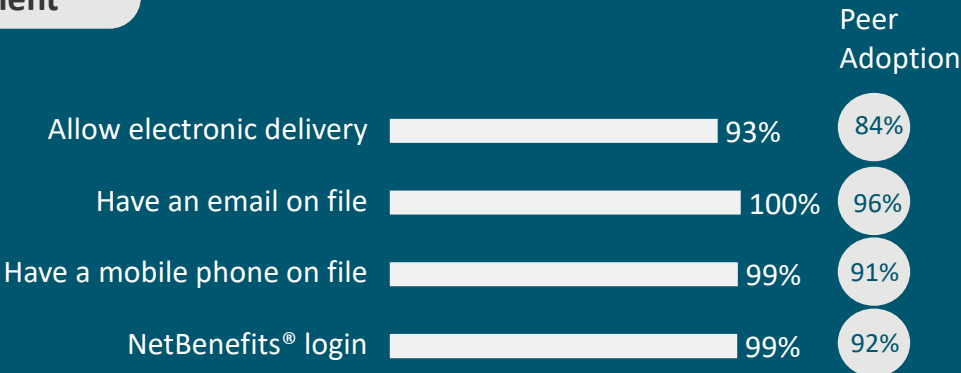 Peer
Adoption
Allow electronic delivery 93% 84%
Have an email on file 100% 96%
Have a mobile phone on file 99% 91%
NetBenefits® login 99% 92%